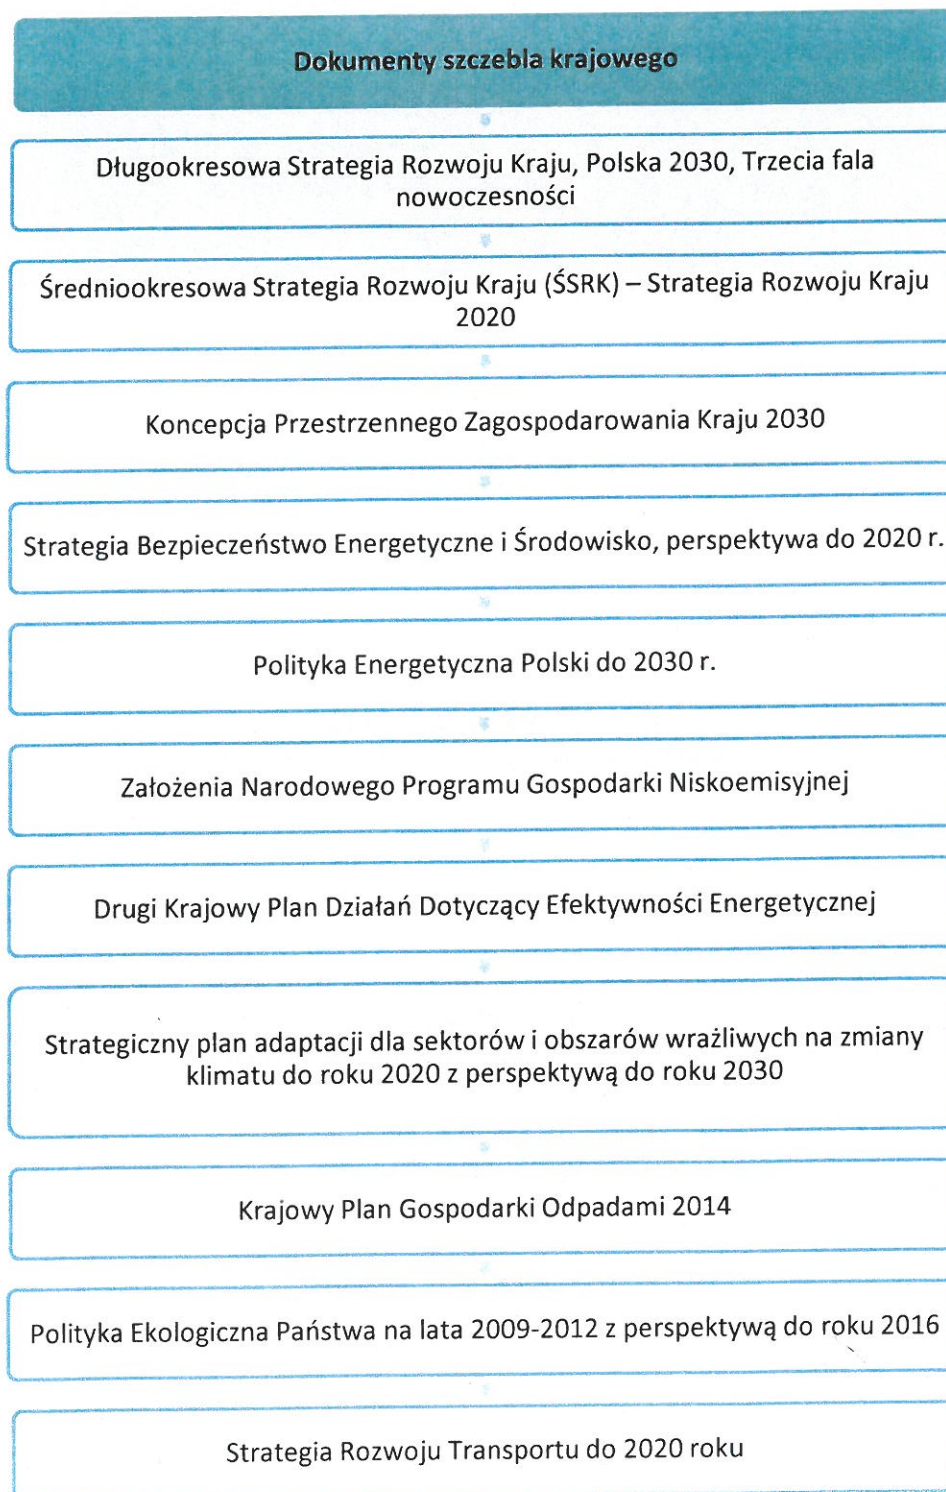 Dokumenty szczebla krajowego
Długookresowa Strategia Rozwoju Kraju, Polska 2030, Trzecia fala
nowoczesności
Średniookresowa Strategia Rozwoju Kraju (ŚSRK) – Strategia Rozwoju Kraju
2020
Koncepcja Przestrzennego Zagospodarowania Kraju 2030
Strategia Bezpieczeństwo Energetyczne i Środowisko, perspektywa do 2020 r.
Polityka Energetyczna Polski do 2030 r.
Założenia Narodowego Programu Gospodarki Niskoemisyjnej
Drugi Krajowy Plan Działań Dotyczący Efektywności Energetycznej
Strategiczny plan adaptacji dla sektorów i obszarów wrażliwych na zmiany
klimatu do roku 2020 z perspektywą do roku 2030
Krajowy Plan Gospodarki Odpadami 2014
Polityka Ekologiczna Państwa na lata 2009-2012 z perspektywą do roku 2016
Strategia Rozwoju Transportu do 2020 roku